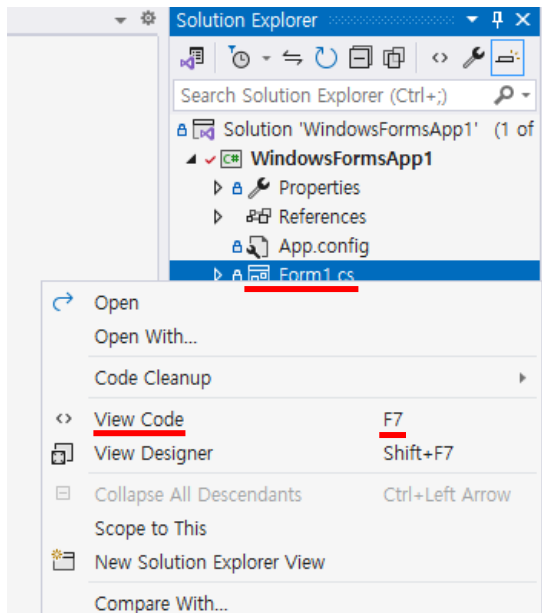 Solution Explorer
Search Solution Explorer (Ctrl+;)
Solution 'WindowsFormsApp1' (1 of
C# WindowsFormsApp1
Properties
References
App.config
Form1.cs
Open
Open With...
Code Cleanup
View Code F7
View Designer Shift+F7
Collapse All Descendants Ctrl+Left Arrow
Scope to This
New Solution Explorer View
Compare With...